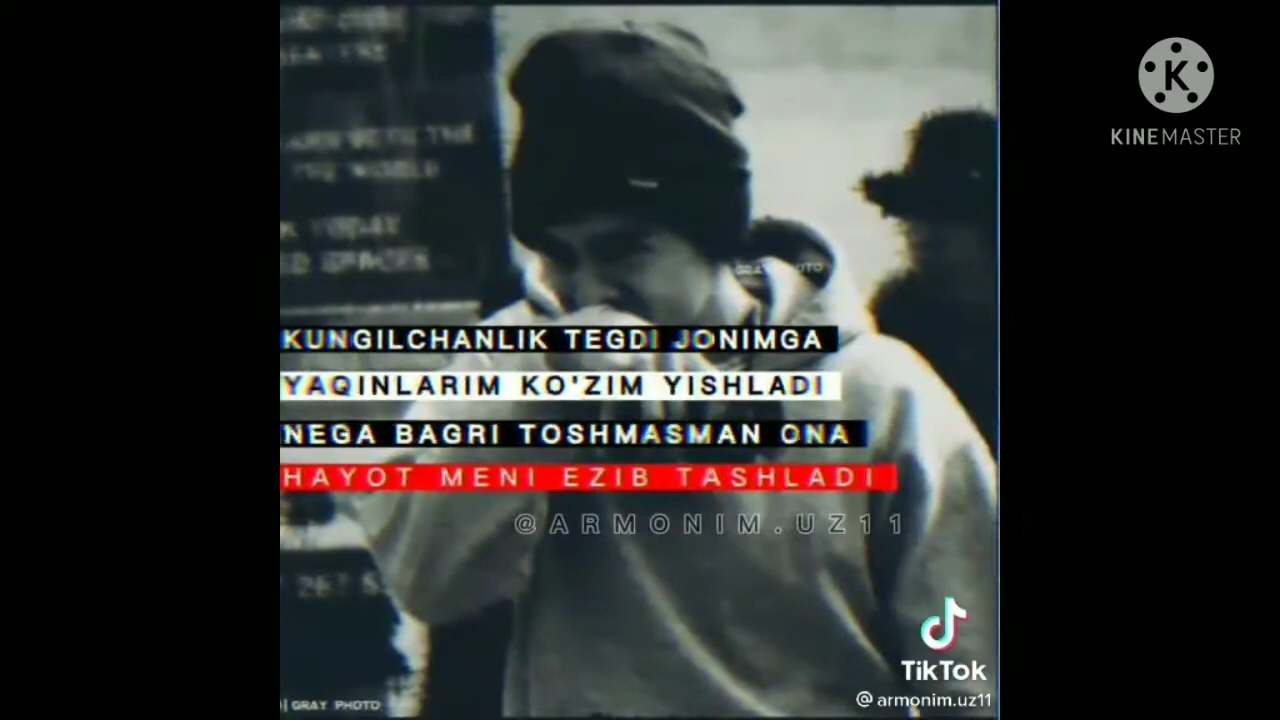 KINEMASTER
KUNGILCHANLIK TEGDI JONIMGA
YAQINLARIM KO'ZIM YISHLADI
NEGA BAGRI TOSHMASMAN ONA
HAYOT MENI EZIB TASHLADI
@ARMONIM.UZ11
TikTok
@armonim.uz11
GRAY PHOTO